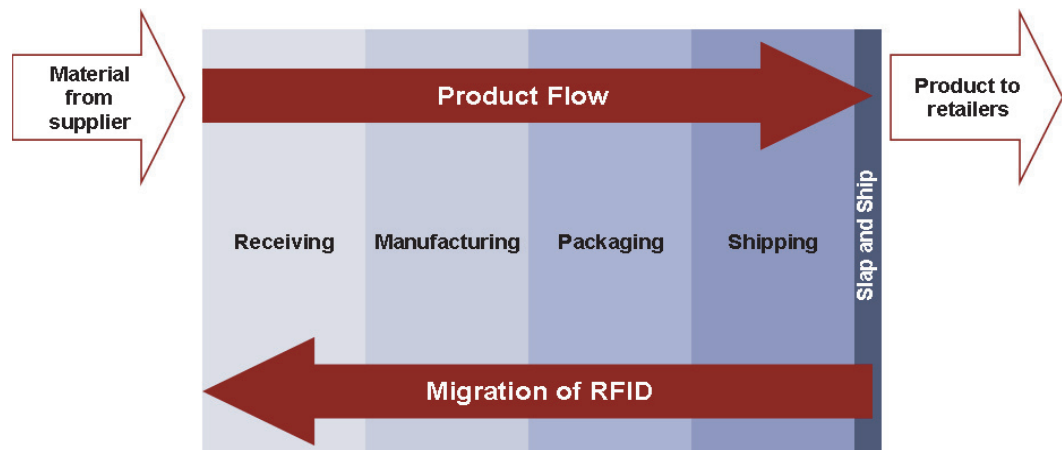 Material
from
supplier
Product Flow
Product to
retailers
Receiving
Manufacturing
Packaging
Shipping
Slap and Ship
Migration of RFID